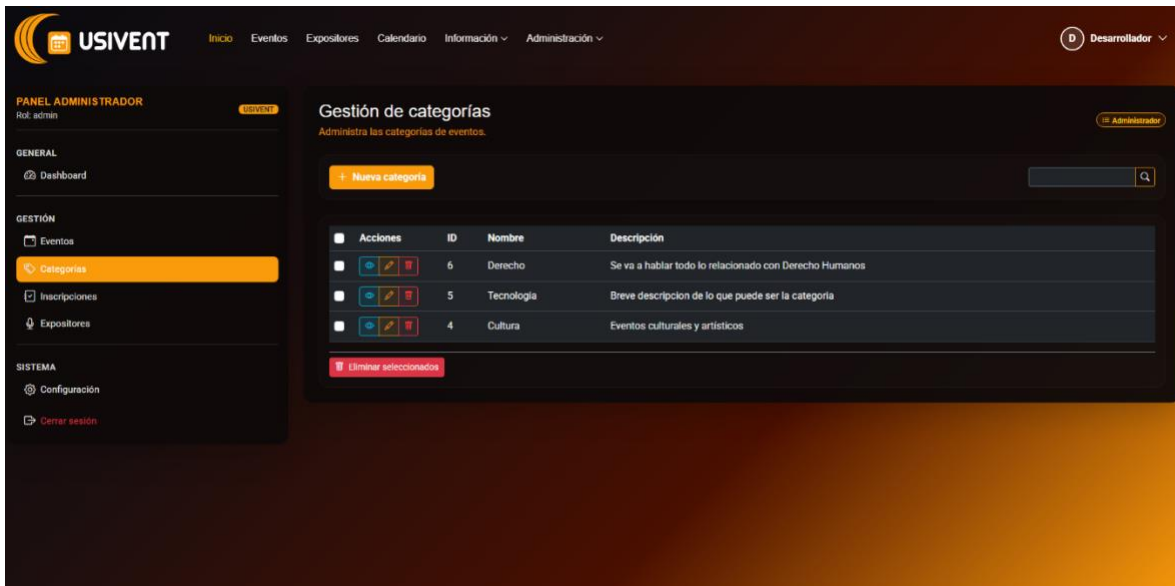 USIVENT
Inicio Eventos Expositores Calendario Información Administración
D Desarrollador
PANEL ADMINISTRADOR
Rol: admin
USIVENT
GENERAL
Dashboard
GESTIÓN
Eventos
Categorías
Inscripciones
Expositores
SISTEMA
Configuración
Cerrar sesión
Gestión de categorías
Administra las categorías de eventos.
Administrador
+ Nueva categoría
Acciones ID Nombre Descripción
6 Derecho Se va a hablar todo lo relacionado con Derecho Humanos
5 Tecnologia Breve descripcion de lo que puede ser la categoria
4 Cultura Eventos culturales y artísticos
Eliminar seleccionados